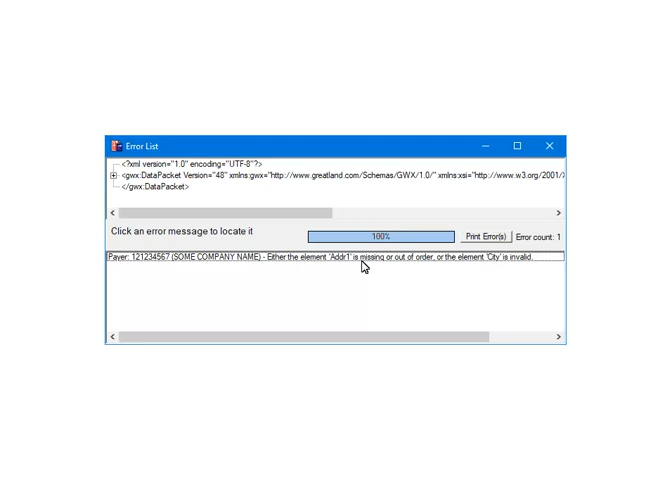 Error List
<?xml version="1.0" encoding="UTF-8"?>
<gwx:DataPacket Version="48" xmlns:gwx="http://www.greatland.com/Schemas/GWX/1.0/" xmlns:xsi="http://www.w3.org/2001/
</gwx:DataPacket>
Click an error message to locate it
100%
Print Error(s)
Error count: 1
Payer: 121234567 (SOME COMPANY NAME) - Either the element 'Addr1' is missing or out of order, or the element 'City' is invalid.